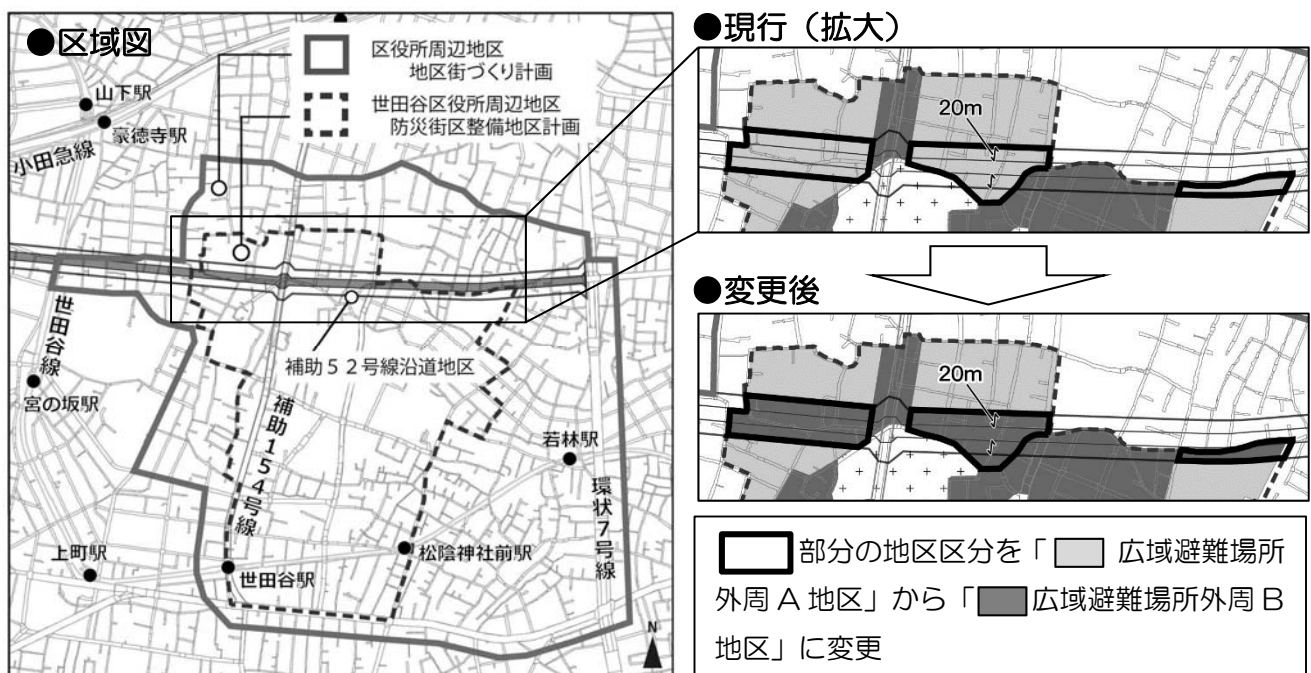 ●区域図
区役所周辺地区
地区街づくり計画
世田谷区役所周辺地区
防災街区整備地区計画
山下駅
豪徳寺駅
小田急線
世田谷線
宮の坂駅
補助５２号線沿道地区
補助１５４号線
若林駅
環状７号線
上町駅
世田谷駅
松陰神社前駅
N
●現行（拡大）
20m
●変更後
20m
部分の地区区分を「 広域避難場所
外周 A 地区」から「 広域避難場所外周 B
地区」に変更